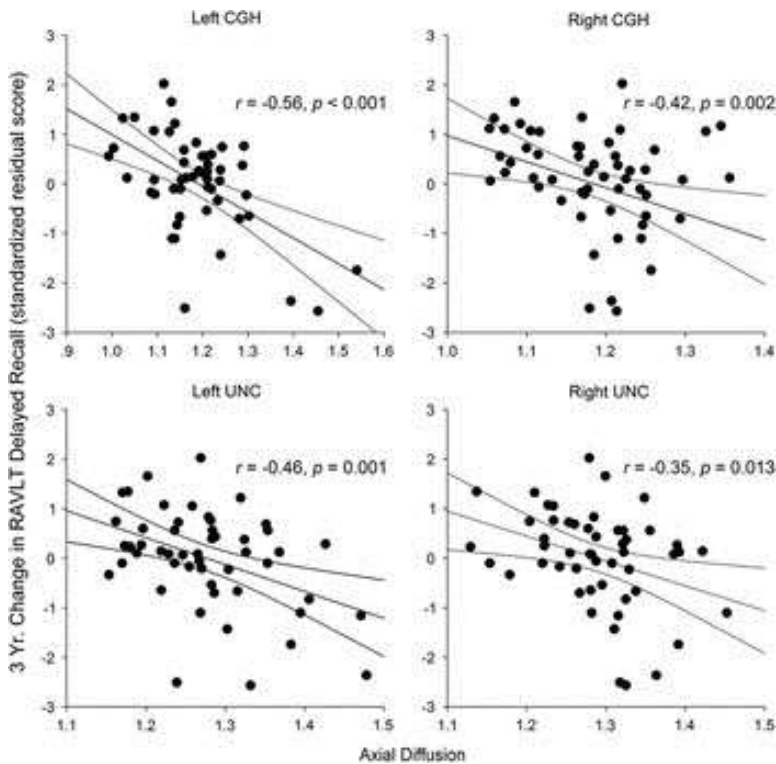 3 Yr. Change in RAVLT Delayed Recall (standardized residual score)
Left CGH
r = -0.56, p < 0.001
3
2
1
0
-1
-2
-3
.9 1.0 1.1 1.2 1.3 1.4 1.5 1.6
Right CGH
r = -0.42, p = 0.002
3
2
1
0
-1
-2
-3
1.0 1.1 1.2 1.3 1.4
Left UNC
r = -0.46, p = 0.001
3
2
1
0
-1
-2
-3
1.1 1.2 1.3 1.4 1.5
Right UNC
r = -0.35, p = 0.013
3
2
1
0
-1
-2
-3
1.1 1.2 1.3 1.4 1.5
Axial Diffusion